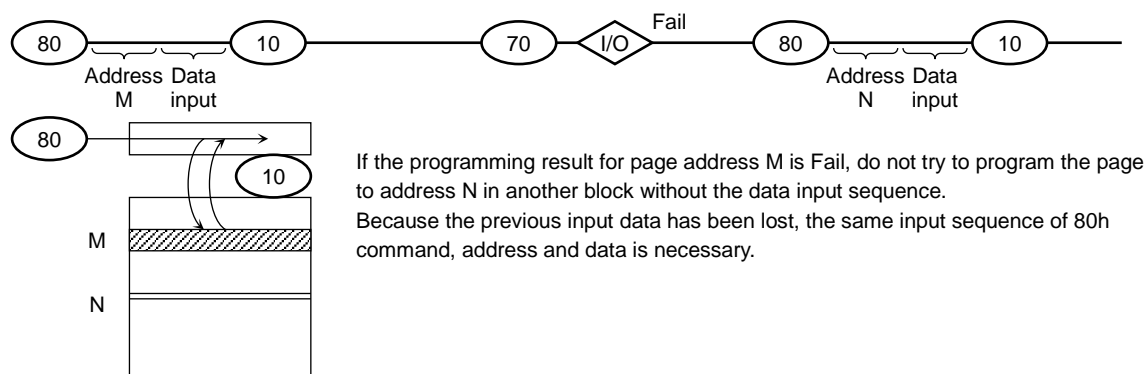 80 10 70 I/O Fail 80 10
Address Data Address Data
M input N input
80
10
If the programming result for page address M is Fail, do not try to program the page
to address N in another block without the data input sequence.
Because the previous input data has been lost, the same input sequence of 80h
command, address and data is necessary.
M
N